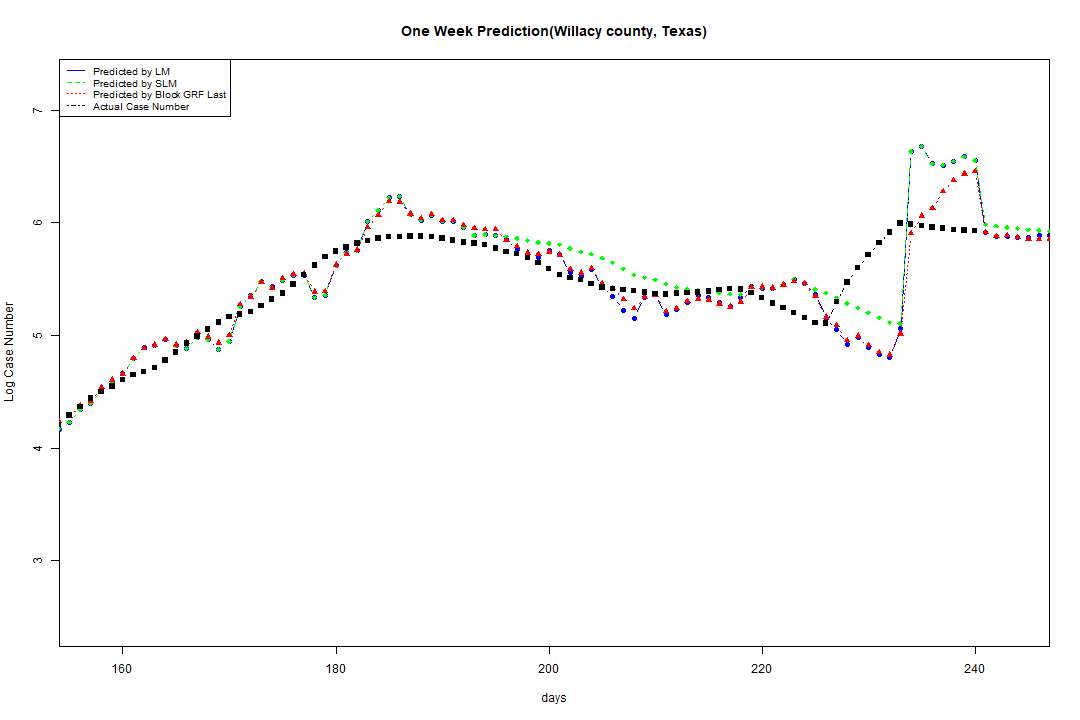 One Week Prediction(Willacy county, Texas)
Predicted by LM
Predicted by SLM
Predicted by Block GRF Last
Actual Case Number
7
6
5
4
3
Log Case Number
160 180 200 220 240
days